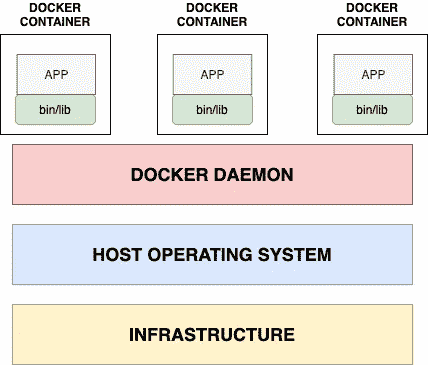 DOCKER
CONTAINER
DOCKER
CONTAINER
DOCKER
CONTAINER
APP
bin/lib
APP
bin/lib
APP
bin/lib
DOCKER DAEMON
HOST OPERATING SYSTEM
INFRASTRUCTURE